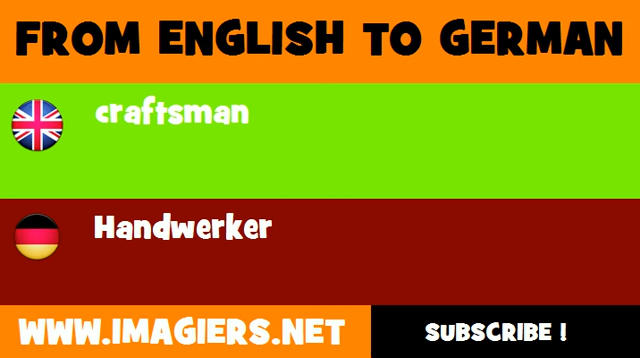 FROM ENGLISH TO GERMAN
craftsman
Handwerker
WWW.IMAGIERS.NET
SUBSCRIBE !